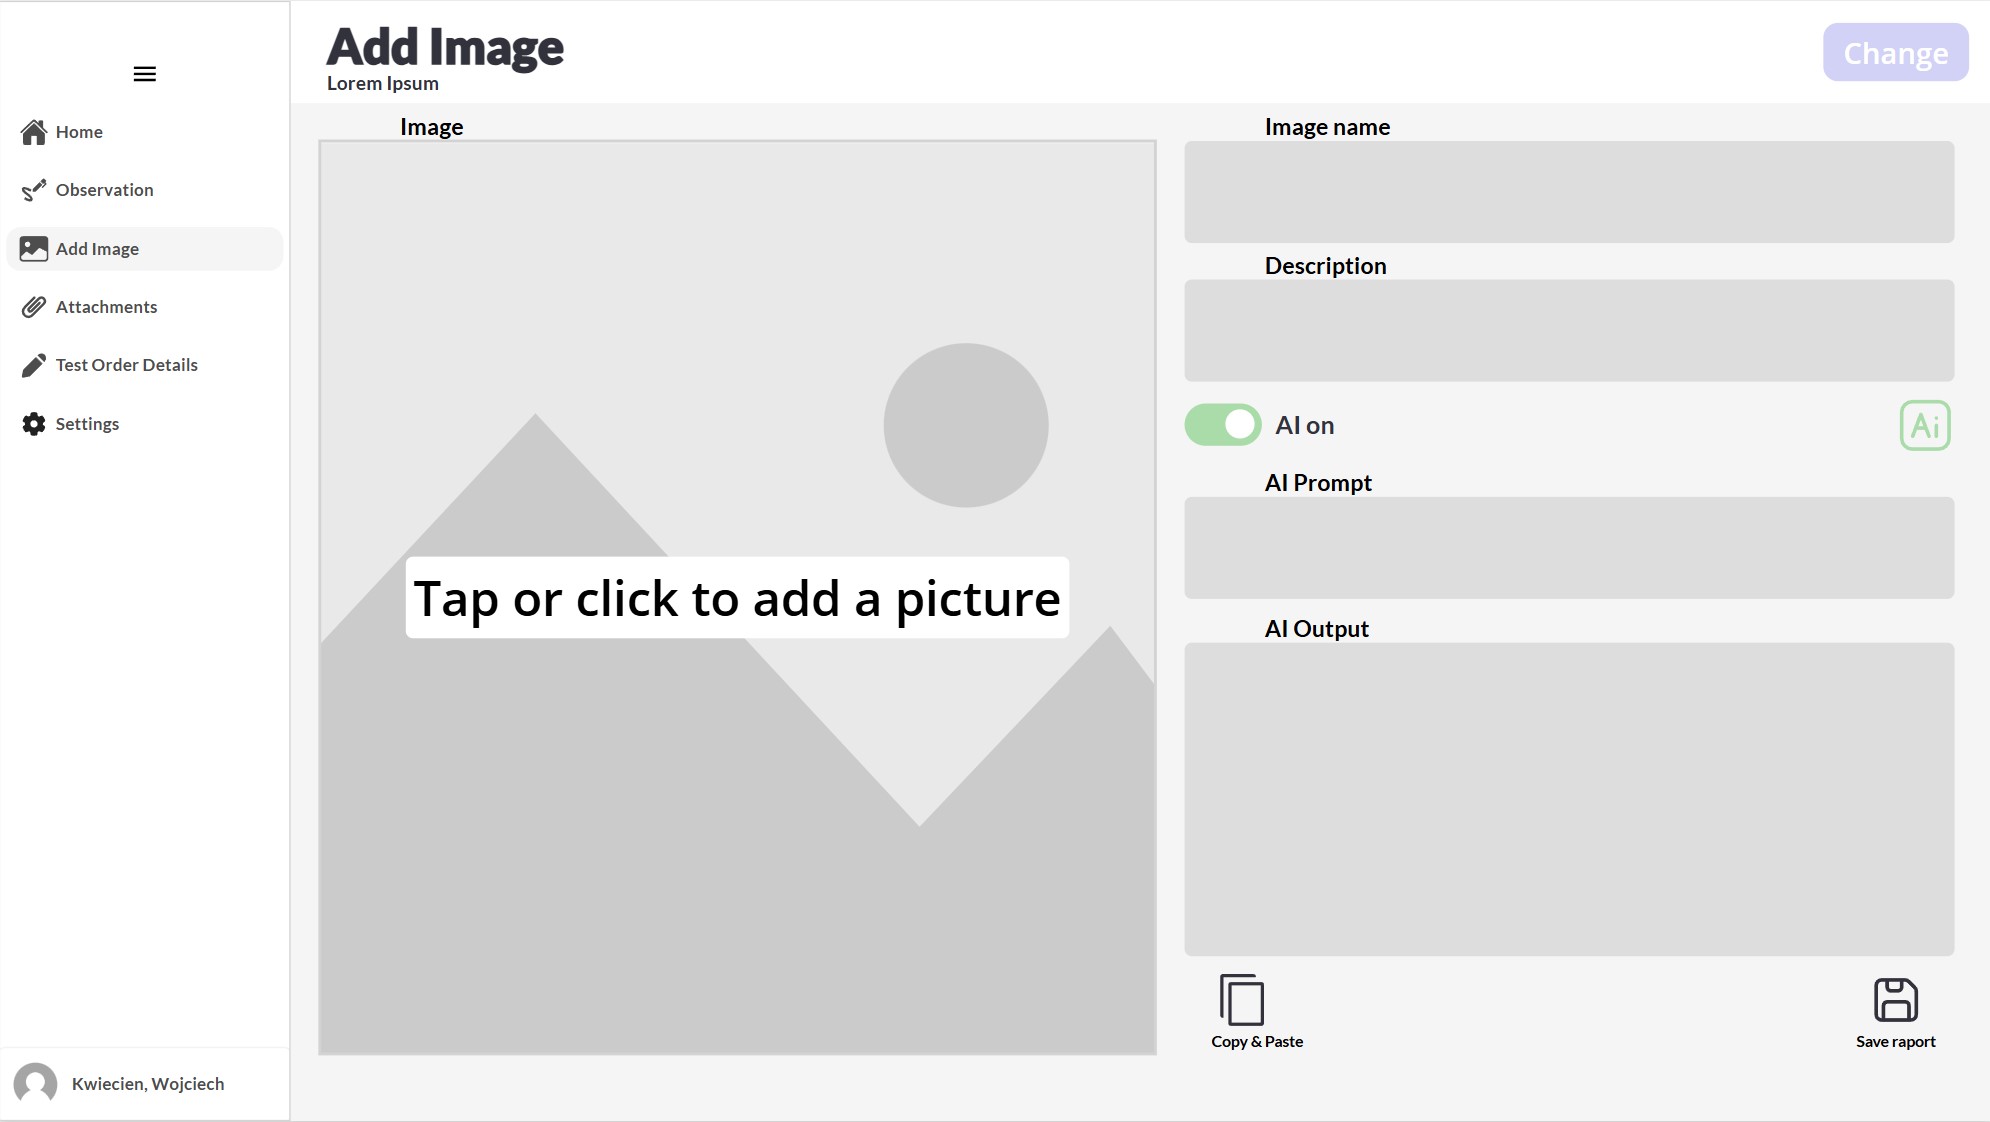 Add Image
Lorem Ipsum
Change
Home
Observation
Add Image
Attachments
Test Order Details
Settings
Kwiecien, Wojciech
Image
Tap or click to add a picture
Image name
Description
AI on
Ai
AI Prompt
AI Output
Copy & Paste
Save raport